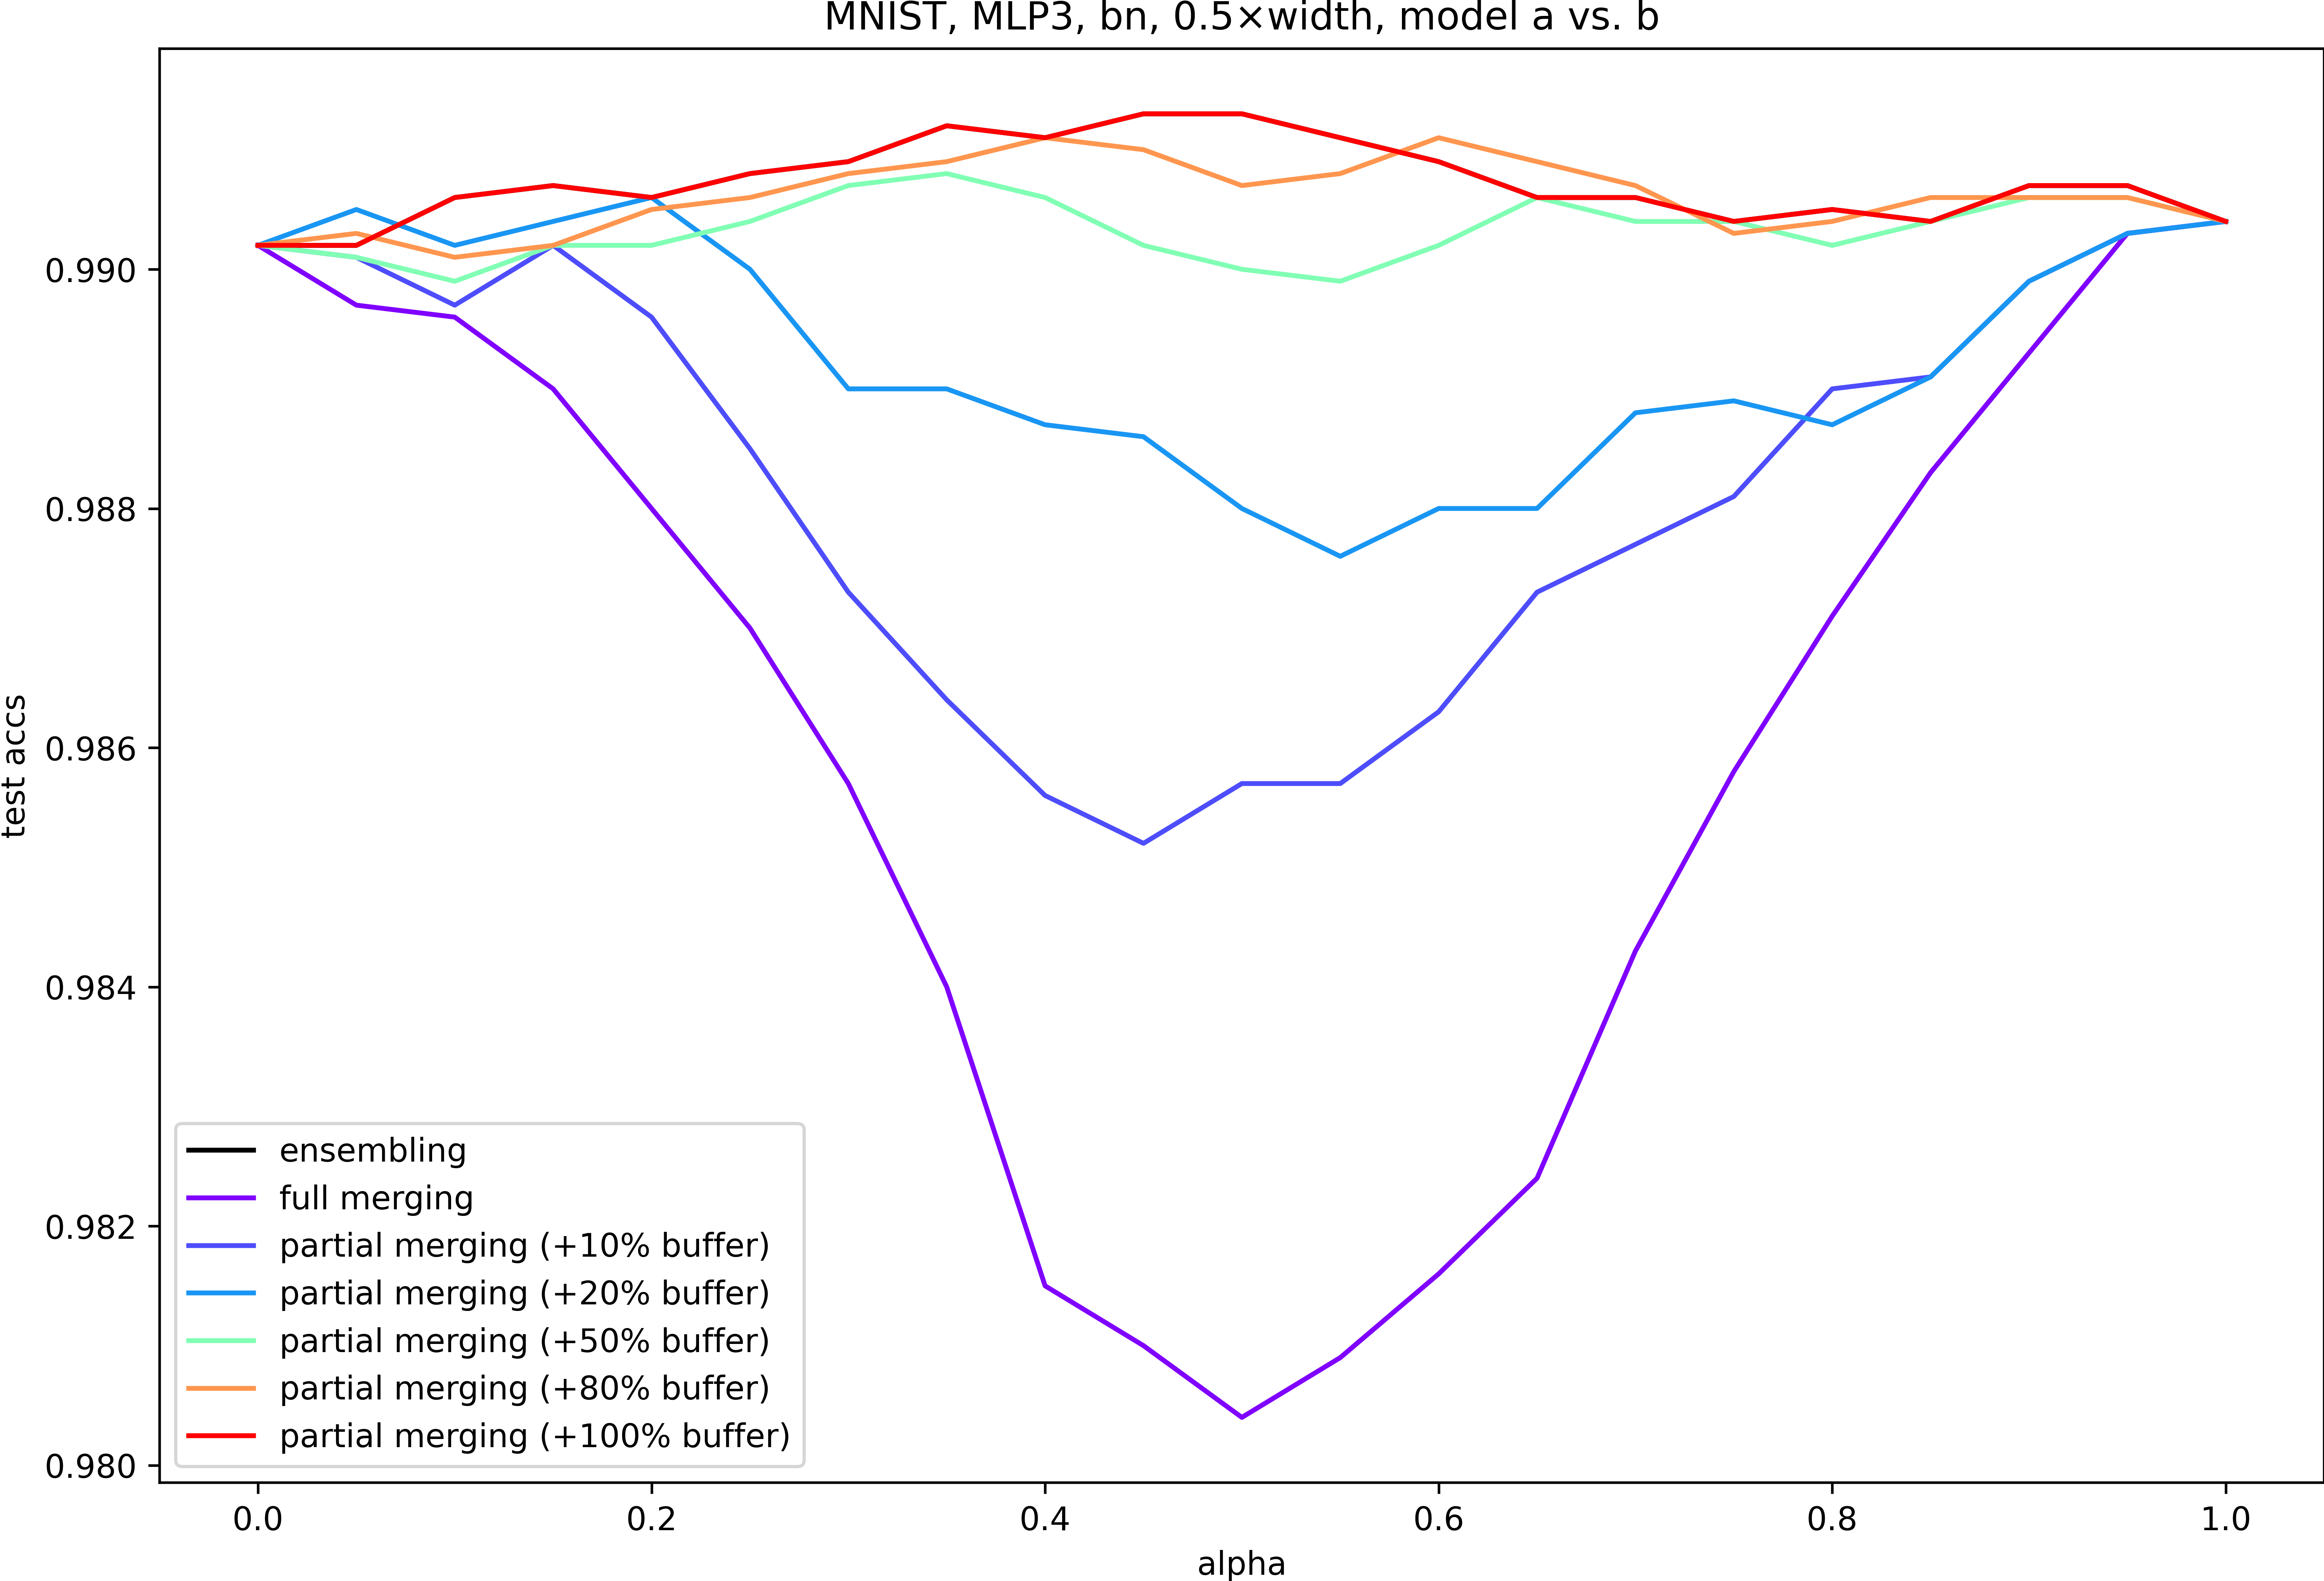 MNIST, MLP3, bn, 0.5×width, model a vs. b
test accs
0.990
0.988
0.986
0.984
0.982
0.980
ensembling
full merging
partial merging (+10% buffer)
partial merging (+20% buffer)
partial merging (+50% buffer)
partial merging (+80% buffer)
partial merging (+100% buffer)
0.0 0.2 0.4 0.6 0.8 1.0
alpha